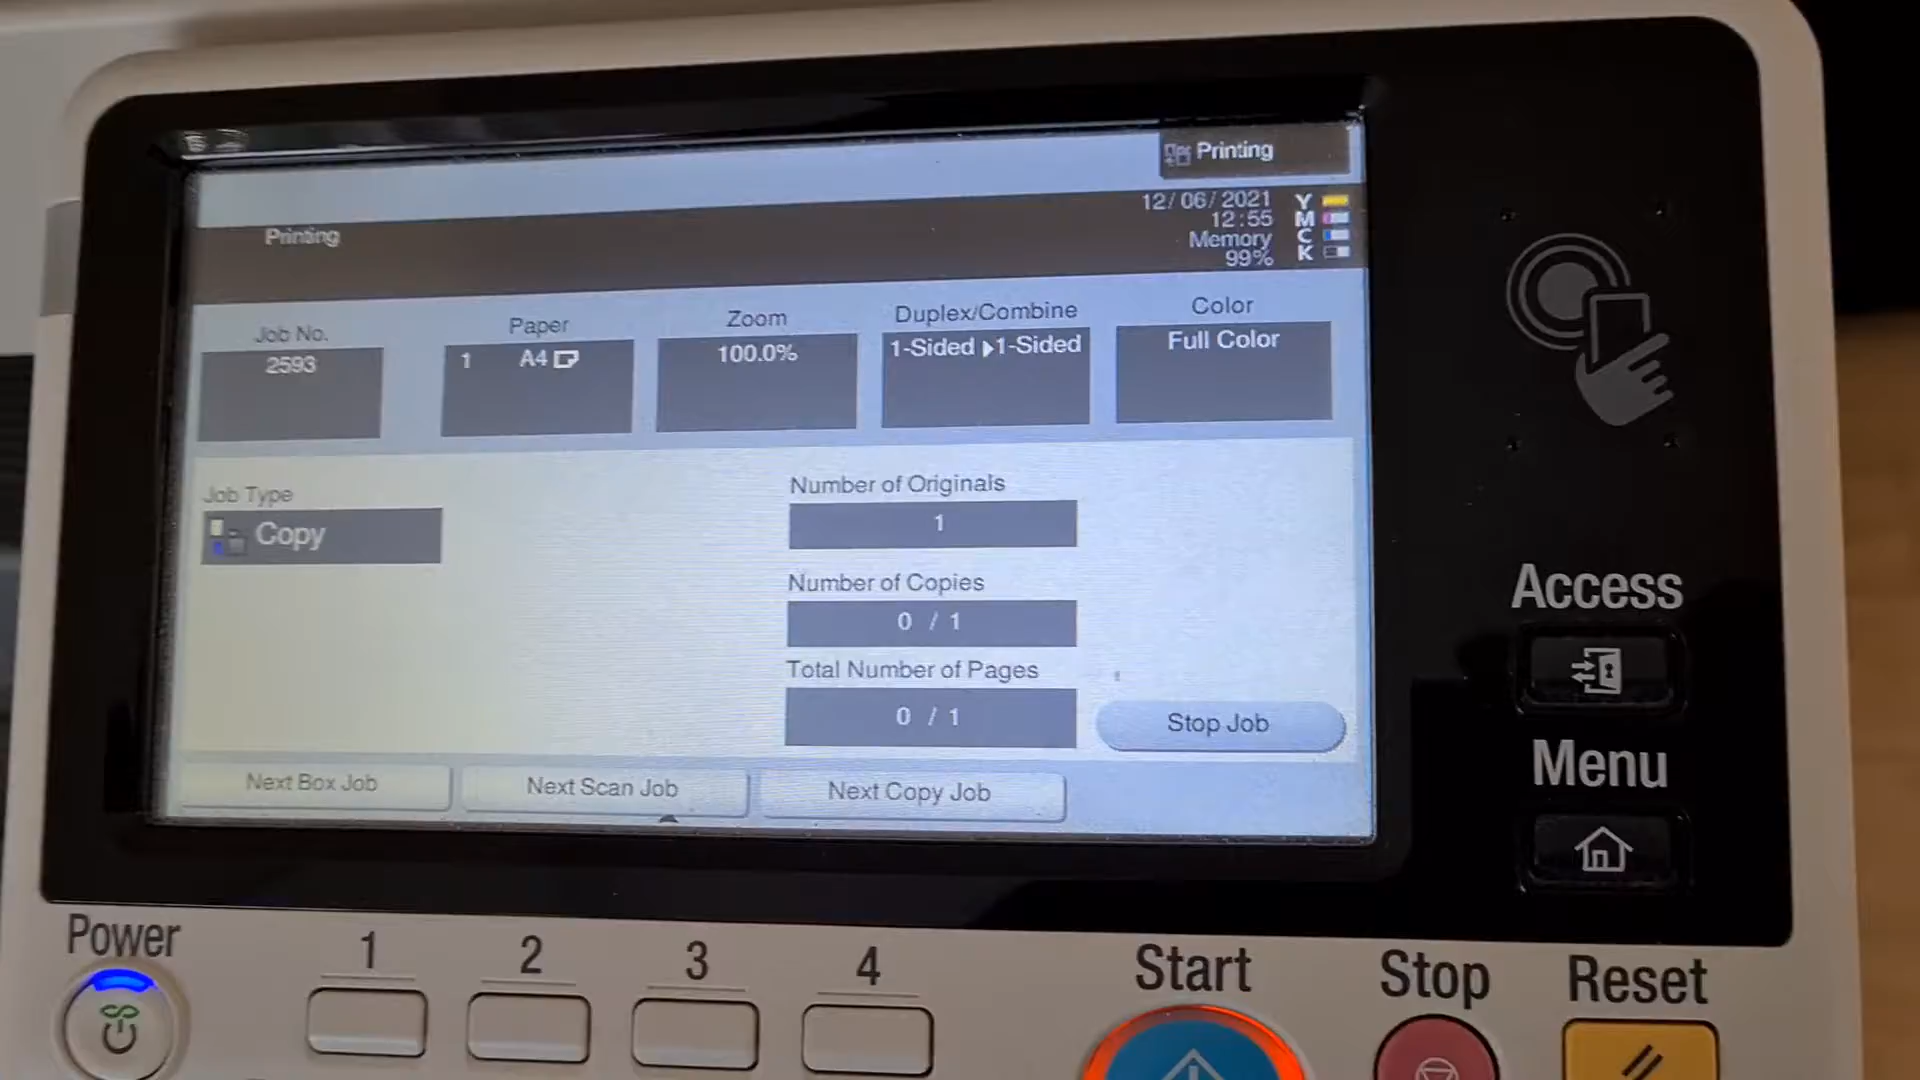 Printing
Printing
12/06/2021
12:55
Memory
99%
Y
M
C
K
Job No.
2593
Paper
1 A4
Zoom
100.0%
Duplex/Combine
1-Sided ▶1-Sided
Color
Full Color
Job Type
Copy
Number of Originals
1
Number of Copies
0 / 1
Total Number of Pages
0 / 1
Stop Job
Next Box Job
Next Scan Job
Next Copy Job
Access
Menu
Power
1
2
3
4
Start
Stop
Reset